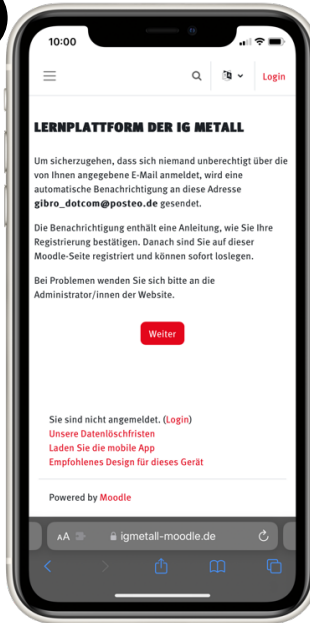 10:00
Login
LERNPLATTFORM DER IG METALL
Um sicherzugehen, dass sich niemand unberechtigt über die
von Ihnen angegebene E-Mail anmeldet, wird eine
automatische Benachrichtigung an diese Adresse
gibro_dotcom@posteo.de gesendet.
Die Benachrichtigung enthält eine Anleitung, wie Sie Ihre
Registrierung bestätigen. Danach sind Sie auf dieser
Moodle-Seite registriert und können sofort loslegen.
Bei Problemen wenden Sie sich bitte an die
Administrator/innen der Website.
Weiter
Sie sind nicht angemeldet. (Login)
Unsere Datenlöschfristen
Laden Sie die mobile App
Empfohlenes Design für dieses Gerät
Powered by Moodle
AA igmetall-moodle.de